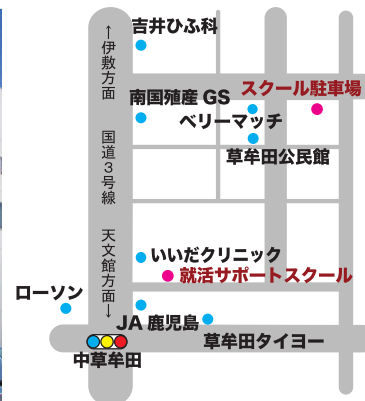 吉井ひふ科
←伊敷方面
国道3号線
天文館方面→
スクール駐車場
南国殖産 GS
ベリーマッチ
草牟田公民館
いいだクリニック
就活サポートスクール
ローソン
JA 鹿児島
草牟田タイヨー
中草牟田